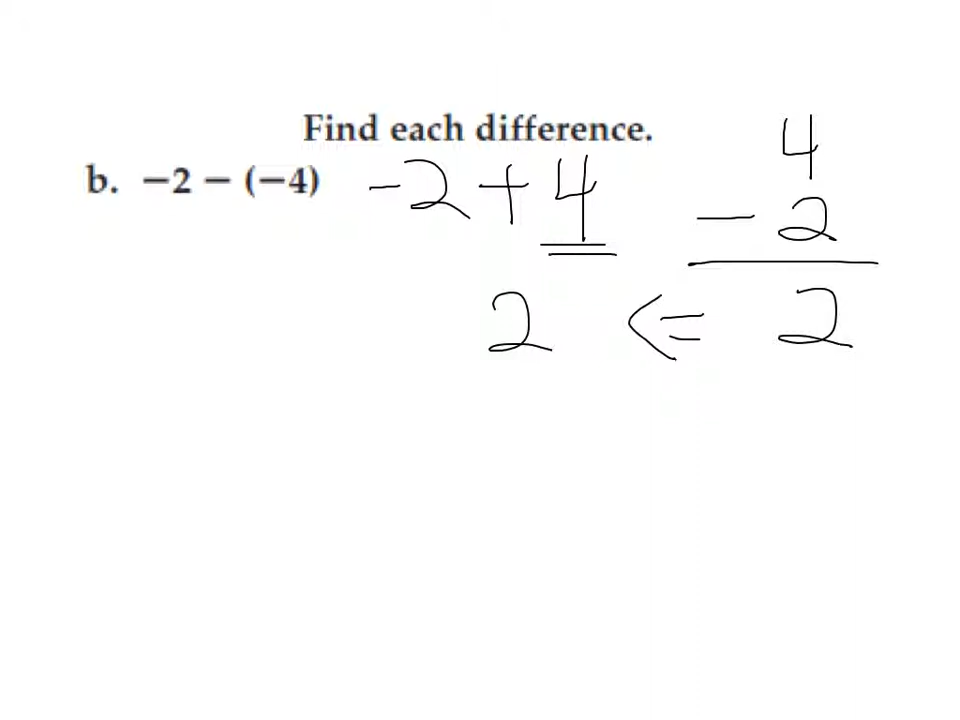 Find each difference.
b. −2 − (−4) -2 + 4
4
- 2
2 <= 2